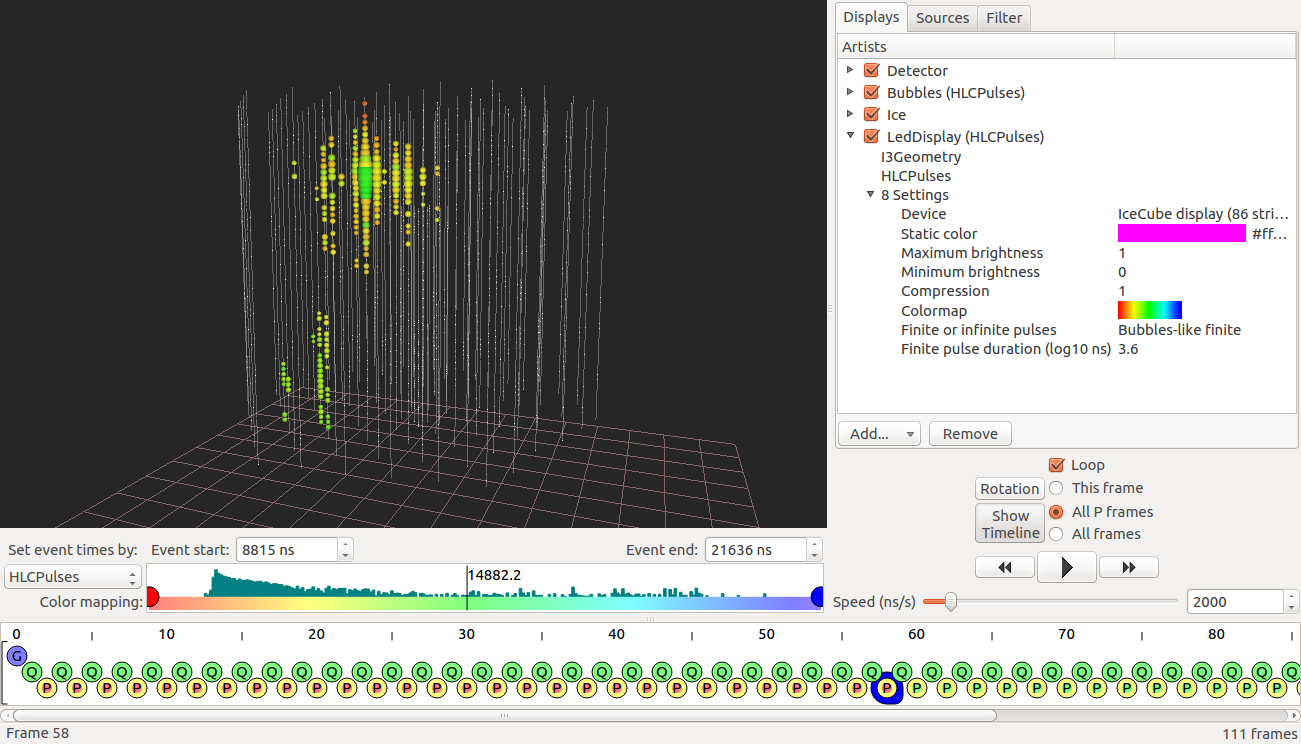 Displays Sources Filter
Artists
Detector
Bubbles (HLCPulses)
Ice
LedDisplay (HLCPulses)
I3Geometry
HLCPulses
8 Settings
Device IceCube display (86 stri...
Static color #ff...
Maximum brightness 1
Minimum brightness 0
Compression 1
Colormap
Finite or infinite pulses Bubbles-like finite
Finite pulse duration (log10 ns) 3.6
Add... Remove
Loop
Rotation This frame
Show Timeline All P frames
All frames
Set event times by: Event start: 8815 ns Event end: 21636 ns
HLCPulses 14882.2
Color mapping: Speed (ns/s) 2000
0 10 20 30 40 50 60 70 80
G
Q Q Q Q Q Q Q Q Q Q Q Q Q Q Q Q Q Q Q Q Q Q Q Q Q Q Q Q Q Q Q Q Q Q Q Q Q Q Q Q Q Q Q
P P P P P P P P P P P P P P P P P P P P P P P P P P P P P P P P P P P P P P P P P P
Frame 58 111 frames